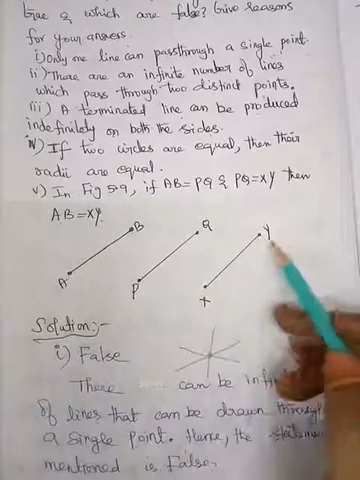 true & which are false? Give reasons
for your answers.
i) Only one line can pass through a single point.
ii) There are an infinite number of lines
which pass through two distinct points.
iii) A terminated line can be produced
indefinitely on both the sides.
iv) If two circles are equal, then their
radii are equal.
v) In Fig 5.9, if AB=PQ & PQ=XY then
AB=XY.
A B P Q X Y
Solution:-
i) False
There can be
of lines that can be drawn through
a single point. Hence, the
mentioned is False.